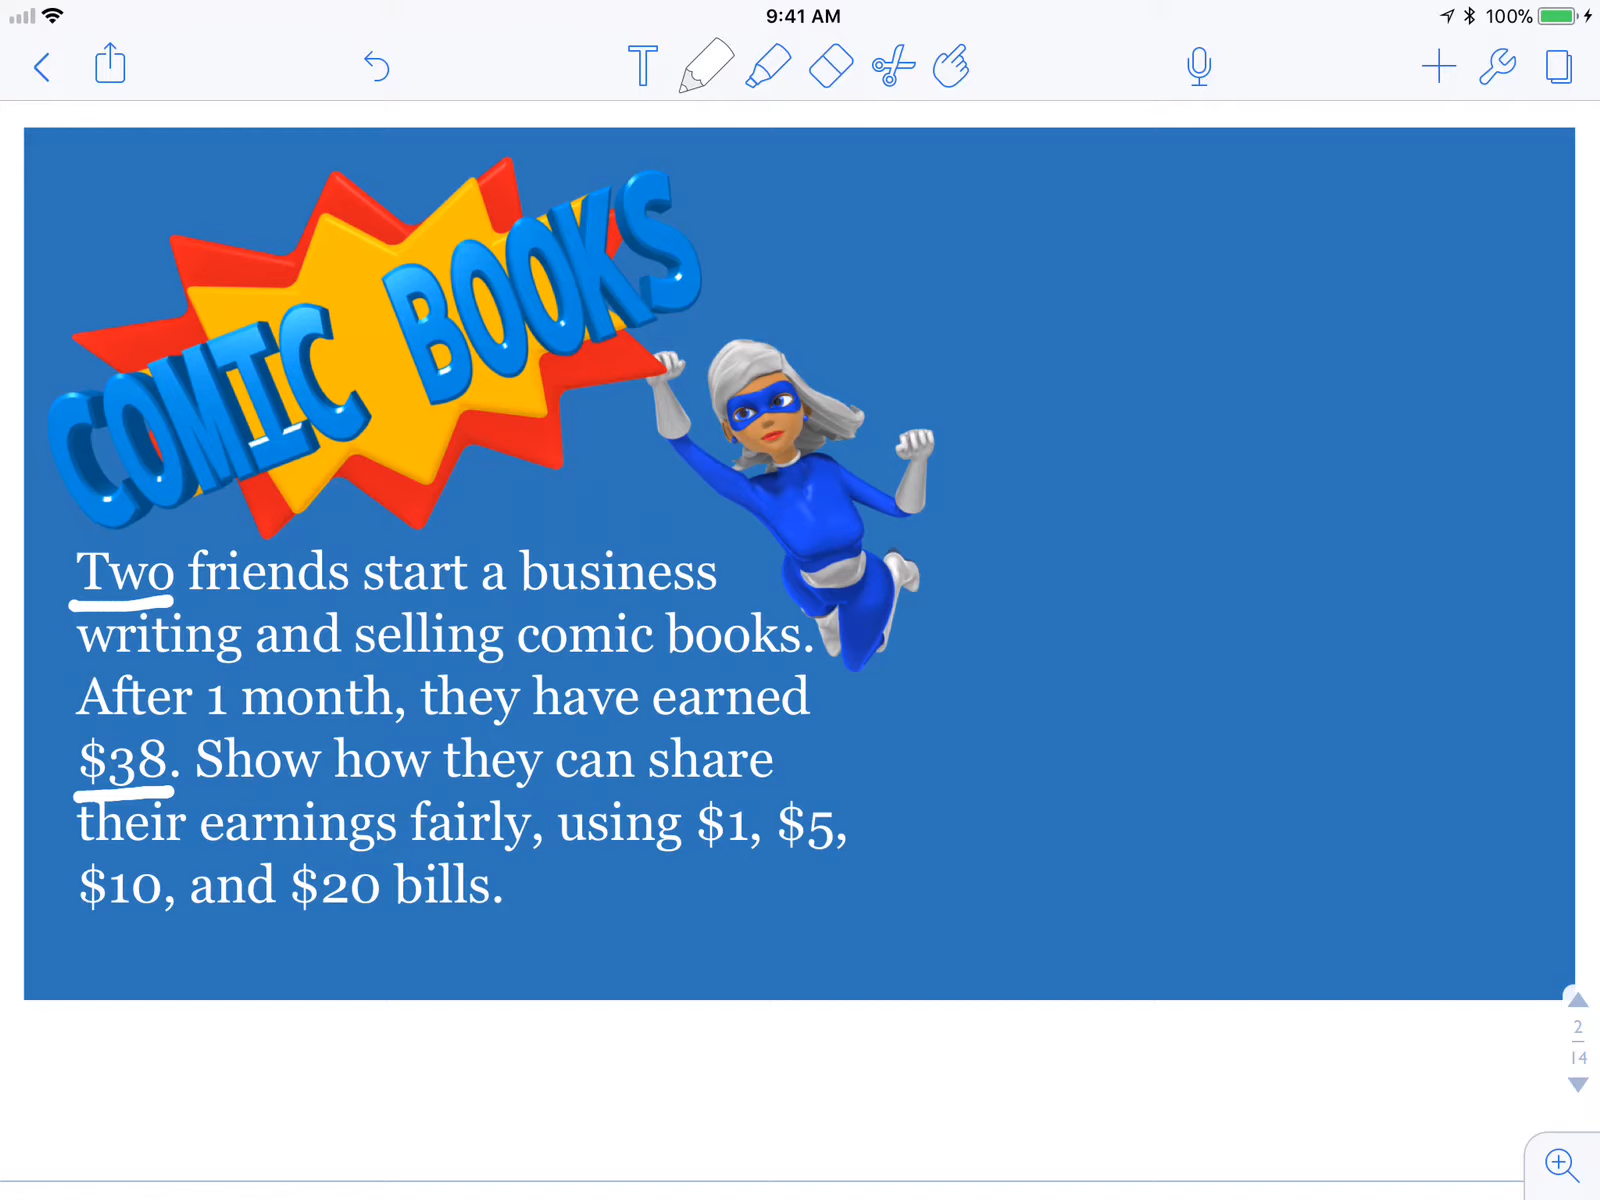 9:41 AM
100%
T
COMIC BOOKS
Two friends start a business
writing and selling comic books.
After 1 month, they have earned
$38. Show how they can share
their earnings fairly, using $1, $5,
$10, and $20 bills.
2
14